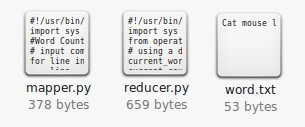 #!/usr/bin/
import sys
#Word Count
# input com
for line in
#!/usr/bin/
import sys
from operat
# using a d
current_wor
Cat mouse l
mapper.py
reducer.py
word.txt
378 bytes
659 bytes
53 bytes